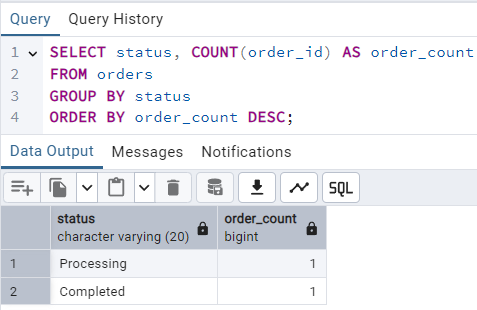 Query Query History
1 SELECT status, COUNT(order_id) AS order_count
2 FROM orders
3 GROUP BY status
4 ORDER BY order_count DESC;
Data Output Messages Notifications
SQL
status order_count
character varying (20) bigint
1 Processing 1
2 Completed 1